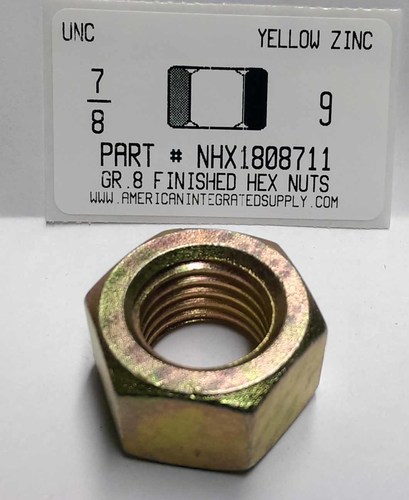 UNC YELLOW ZINC
7/8 9
PART # NHX1808711
GR.8 FINISHED HEX NUTS
WWW.AMERICANINTEGRATEDSUPPLY.COM/